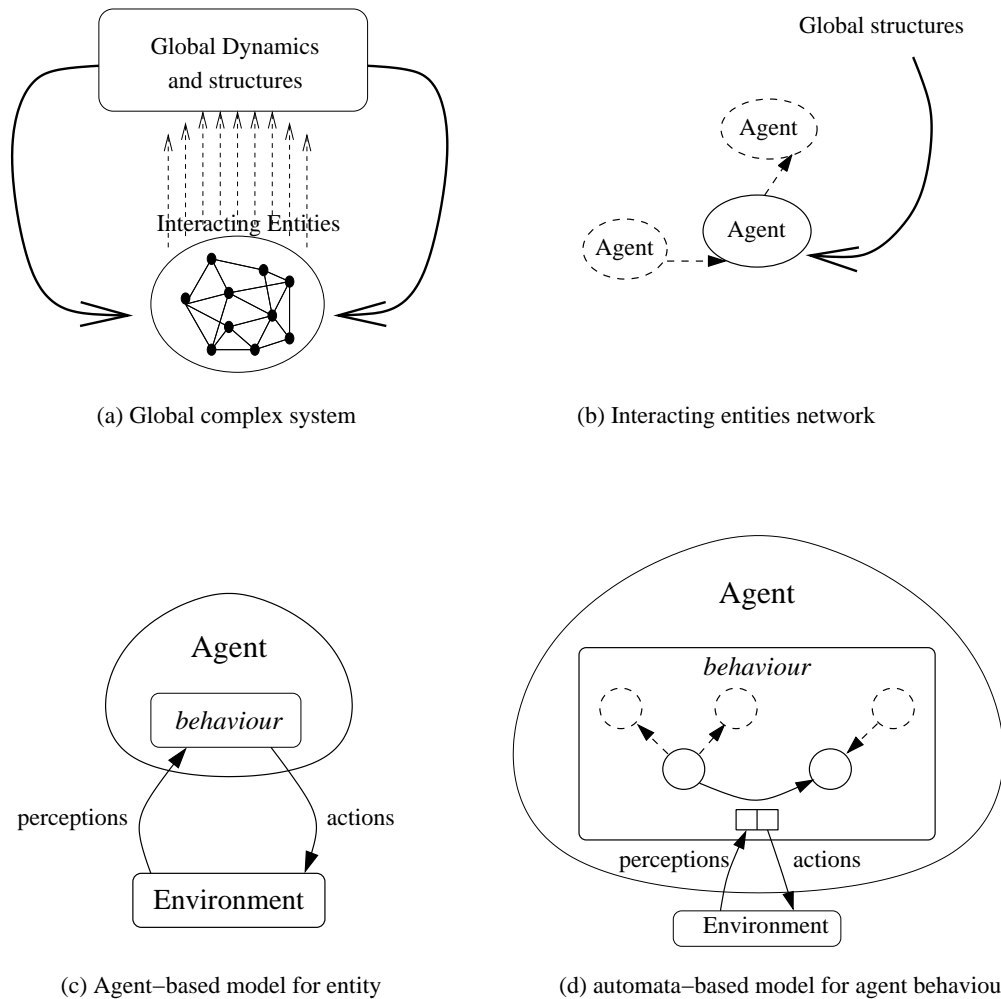 Global Dynamics
and structures
Interacting Entities
(a) Global complex system
Global structures
Agent
Agent
Agent
(b) Interacting entities network
Agent
behaviour
perceptions
actions
Environment
(c) Agent−based model for entity
Agent
behaviour
perceptions
actions
Environment
(d) automata−based model for agent behaviou